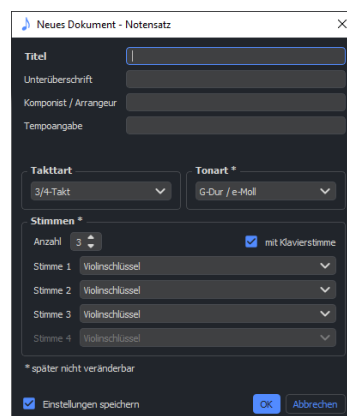 Neues Dokument - Notensatz
Titel
Unterüberschrift
Komponist / Arrangeur
Tempoangabe
Takttart Tonart *
3/4-Takt G-Dur / e-Moll
Stimmen *
Anzahl 3 mit Klavierstimme
Stimme 1 Violinschlüssel
Stimme 2 Violinschlüssel
Stimme 3 Violinschlüssel
Stimme 4 Violinschlüssel
* später nicht veränderbar
Einstellungen speichern OK Abbrechen